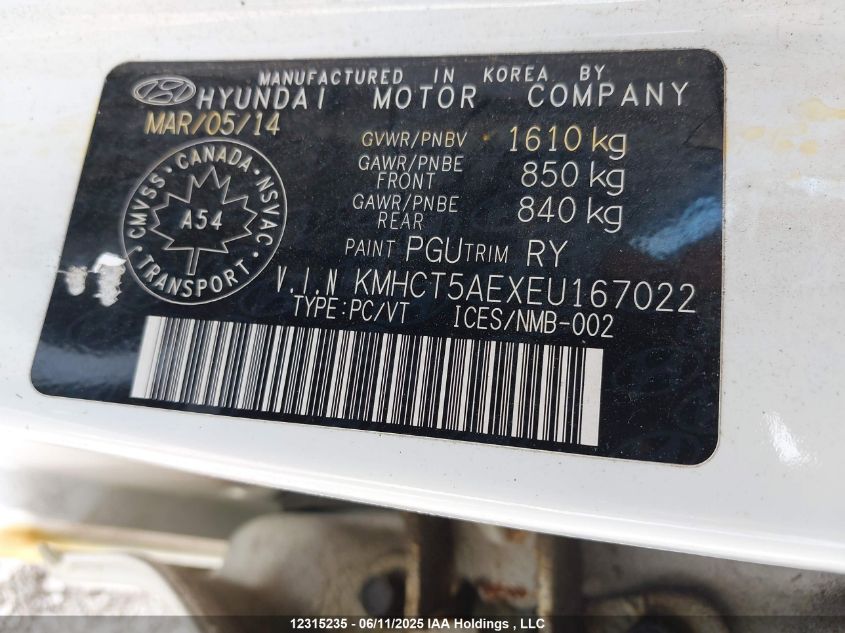 MANUFACTURED IN KOREA BY
HYUNDAI MOTOR COMPANY
MAR/05/14
GVWR/PNBV 1610 kg
GAWR/PNBE FRONT 850 kg
GAWR/PNBE REAR 840 kg
CANADA · NSVAC · TRANSPORT · CMVSS ·
A54
PAINT PGU TRIM RY
V.I.N KMHCT5AEXEU167022
TYPE:PC/VT ICES/NMB-002
12315235 - 06/11/2025 IAA Holdings , LLC